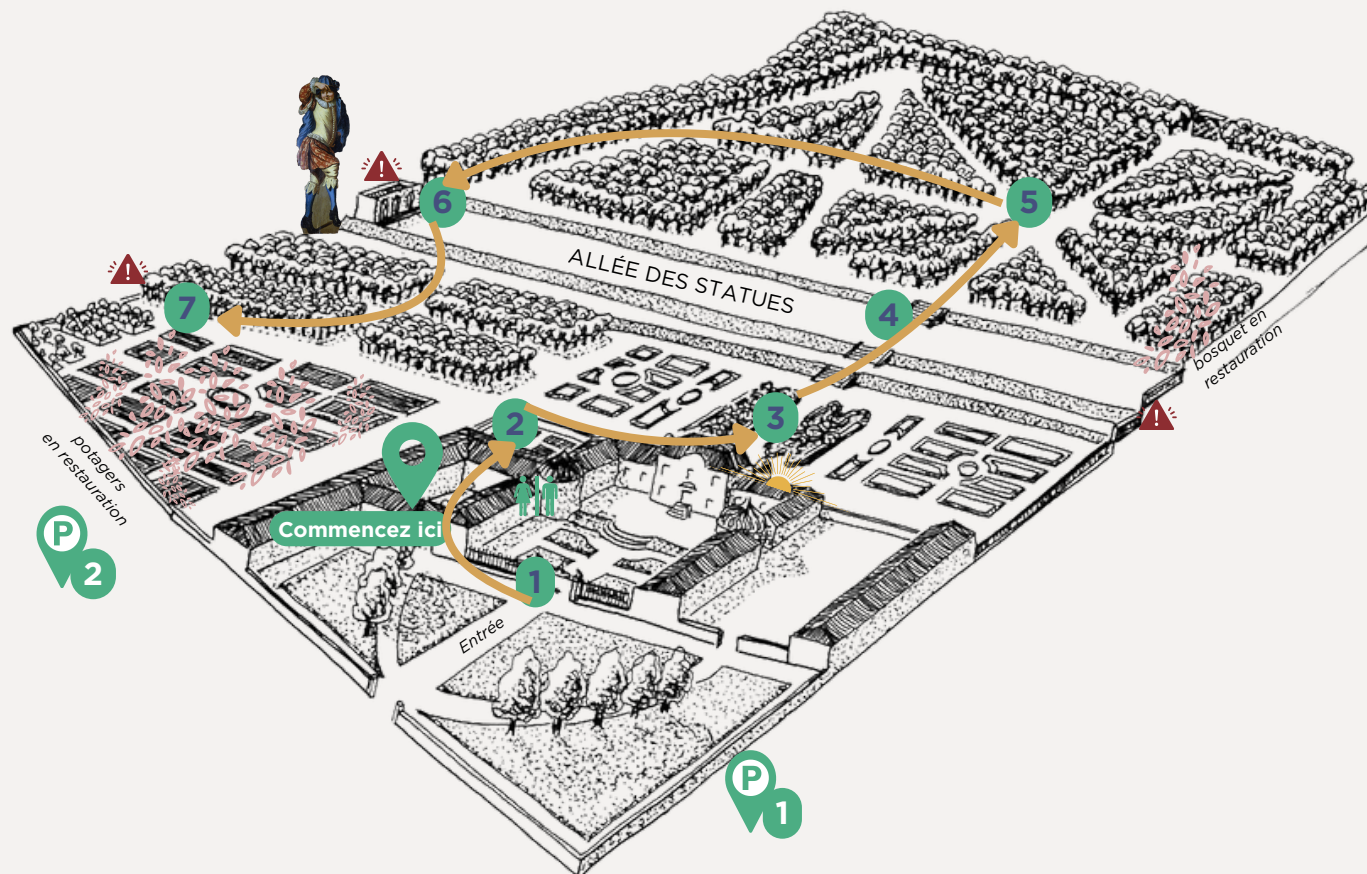 !
6
5
ALLÉE DES STATUES
!
7
4
bosquet en
restauration
!
3
2
potagers
en restauration
Commencez ici
P
2
1
Entrée
P
1